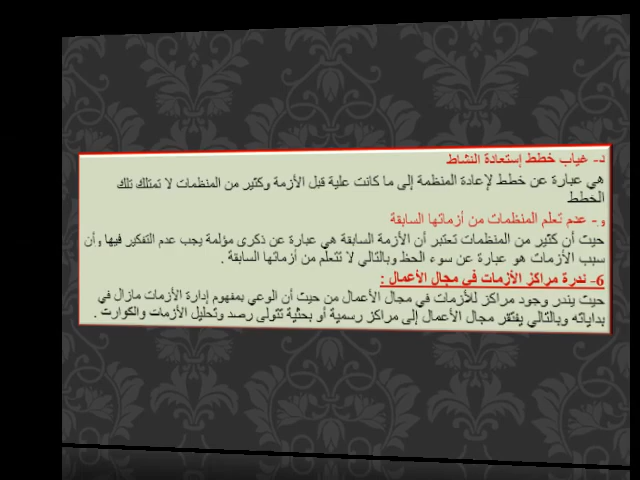 د- غياب خطط إستعادة النشاط
هي عبارة عن خطط لإعادة المنظمة إلى ما كانت علية قبل الأزمة وكثير من المنظمات لا تمتلك تلك
الخطط
و.- عدم تعلم المنظمات من أزماتها السابقة
حيث أن كثير من المنظمات تعتبر أن الأزمة السابقة هي عبارة عن ذكرى مؤلمة يجب عدم التفكير فيها و أن
سبب الأزمات هو عبارة عن سوء الحظ وبالتالي لا تتعلم من أزماتها السابقة .
6- ندرة مراكز الأزمات في مجال الأعمال :
حيث يندر وجود مراكز للأزمات في مجال الأعمال من حيث أن الوعي بمفهوم إدارة الأزمات مازال في
بداياته وبالتالي يفتقر مجال الأعمال إلى مراكز رسمية أو بحثية تتولى رصد وتحليل الأزمات والكوارث .